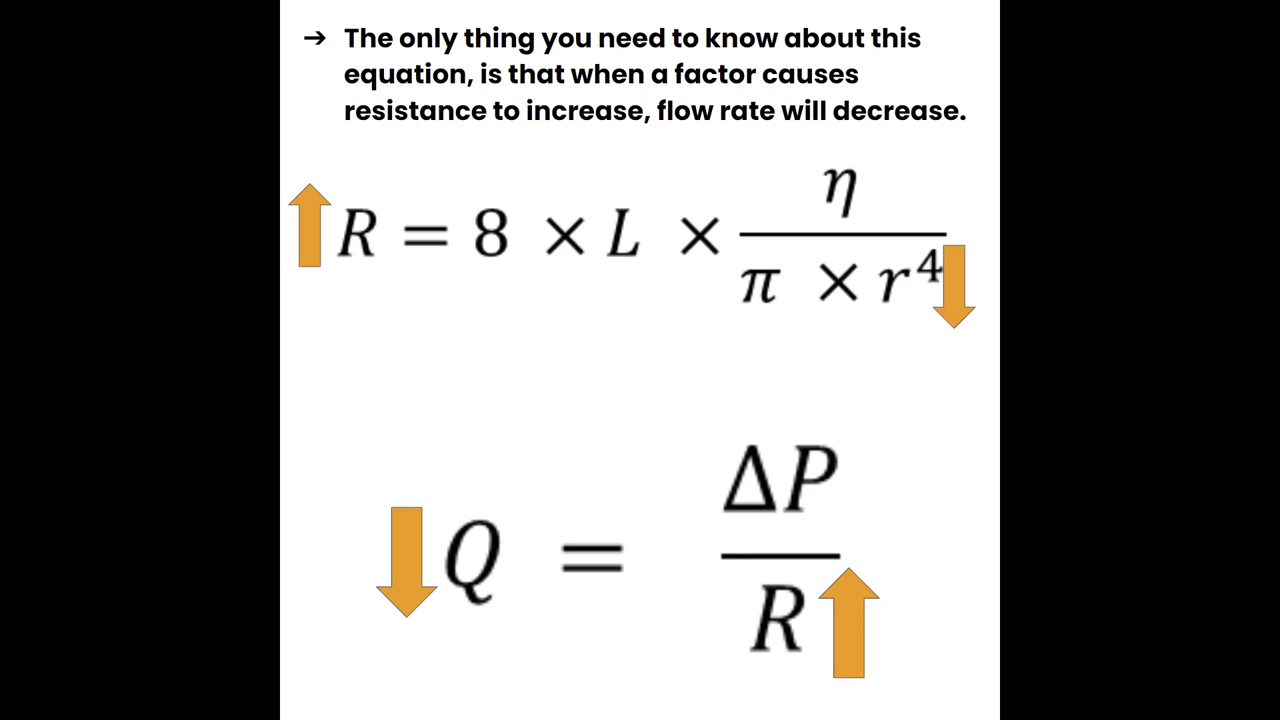 ➔ The only thing you need to know about this
equation, is that when a factor causes
resistance to increase, flow rate will decrease.
R = 8 × L × η / π × r⁴
Q = ΔP / R